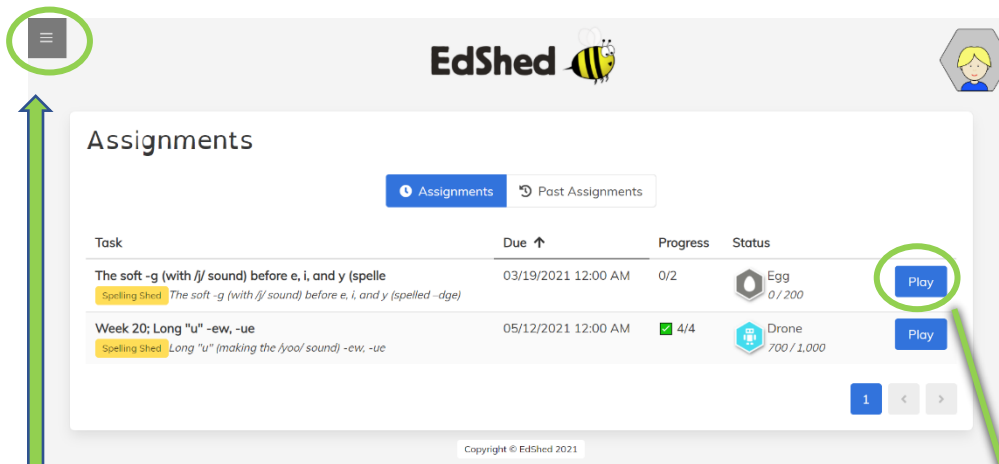 EdShed
Assignments
Assignments Past Assignments
Task Due ↑ Progress Status
The soft -g (with /j/ sound) before e, i, and y (spelle 03/19/2021 12:00 AM 0/2 Egg Play
Spelling Shed The soft -g (with /j/ sound) before e, i, and y (spelled –dge) 0 / 200
Week 20; Long "u" -ew, -ue 05/12/2021 12:00 AM ✅ 4/4 Drone Play
Spelling Shed Long "u" (making the /yoo/ sound) -ew, -ue 700 / 1,000
1 < >
Copyright © EdShed 2021